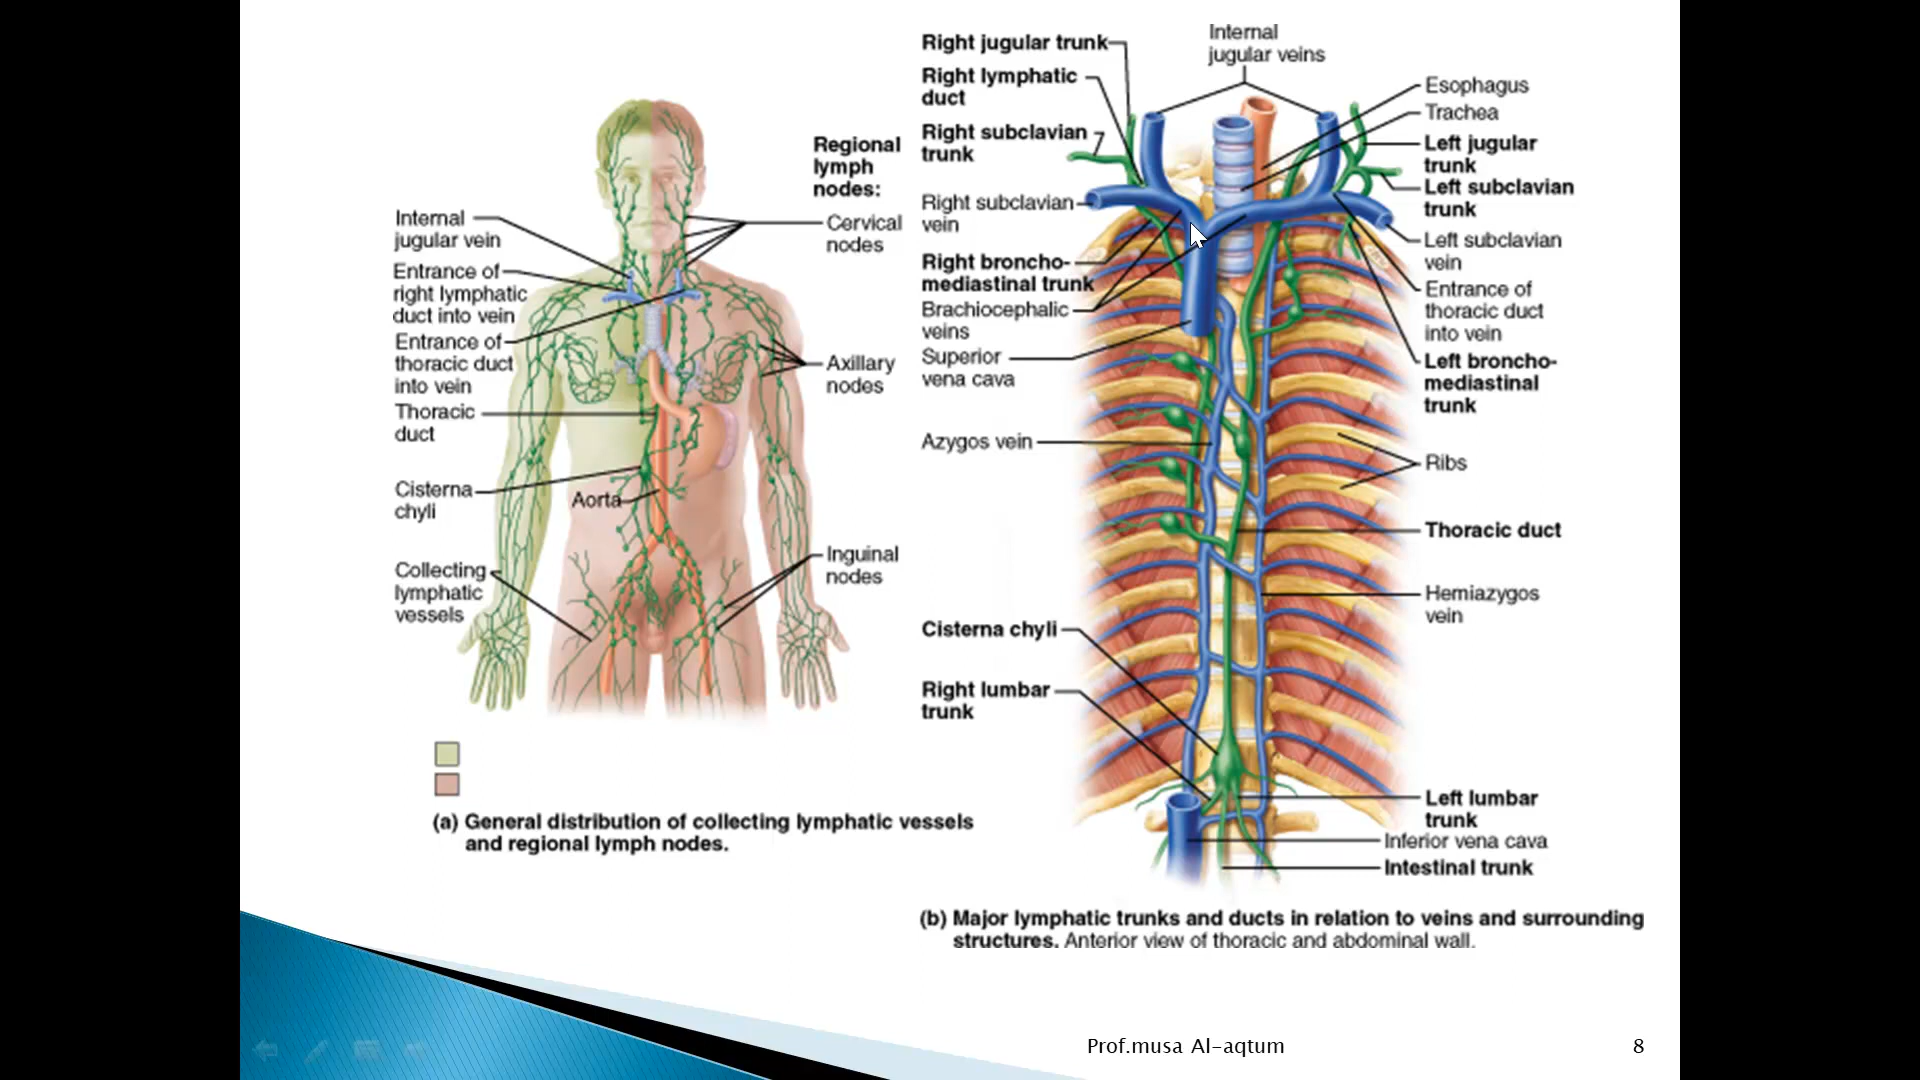 Internal
jugular vein
Entrance of
right lymphatic
duct into vein
Entrance of
thoracic duct
into vein
Thoracic
duct
Cisterna
chyli
Aorta
Collecting
lymphatic
vessels
Regional
lymph
nodes:
Cervical
nodes
Axillary
nodes
Inguinal
nodes
(a) General distribution of collecting lymphatic vessels
and regional lymph nodes.
Right jugular trunk
Right lymphatic
duct
Right subclavian
trunk
Right subclavian
vein
Right broncho-
mediastinal trunk
Brachiocephalic
veins
Superior
vena cava
Azygos vein
Cisterna chyli
Right lumbar
trunk
Internal
jugular veins
Esophagus
Trachea
Left jugular
trunk
Left subclavian
trunk
Left subclavian
vein
Entrance of
thoracic duct
into vein
Left broncho-
mediastinal
trunk
Ribs
Thoracic duct
Hemiazygos
vein
Left lumbar
trunk
Inferior vena cava
Intestinal trunk
(b) Major lymphatic trunks and ducts in relation to veins and surrounding
structures. Anterior view of thoracic and abdominal wall.
Prof.musa Al-aqtum
8